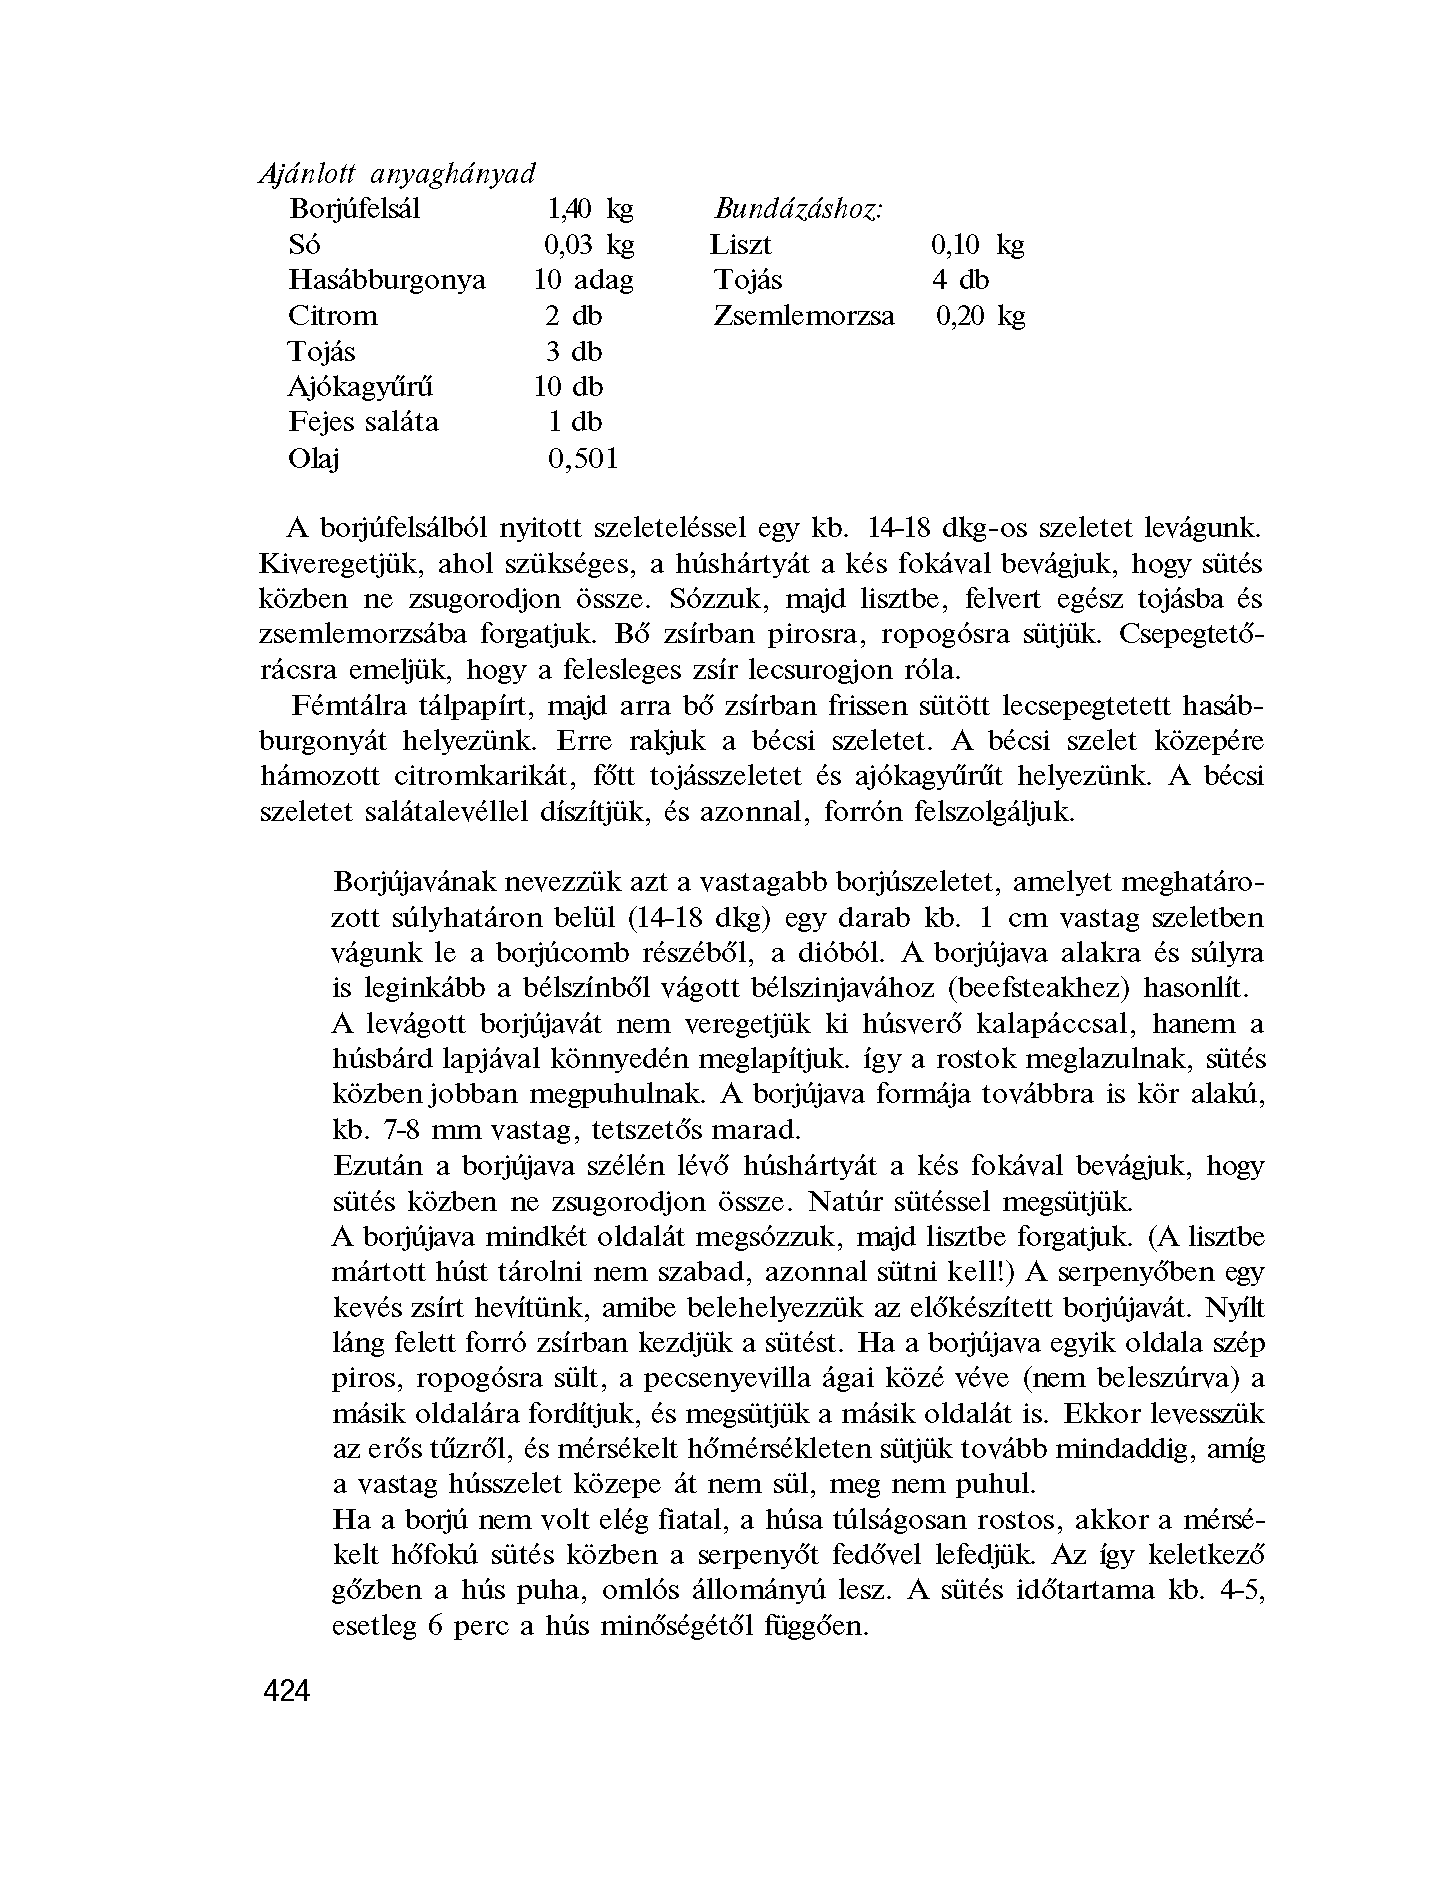 Ajánlott anyaghányad
Borjúfelsál 1,40 kg Bundázáshoz:
Só 0,03 kg Liszt 0,10 kg
Hasábburgonya 10 adag Tojás 4 db
Citrom 2 db Zsemlemorzsa 0,20 kg
Tojás 3 db
Ajókagyűrű 10 db
Fejes saláta 1 db
Olaj 0,501
A borjúfelsálból nyitott szeleteléssel egy kb. 14-18 dkg-os szeletet levágunk.
Kiveregetjük, ahol szükséges, a húshártyát a kés fokával bevágjuk, hogy sütés
közben ne zsugorodjon össze. Sózzuk, majd lisztbe, felvert egész tojásba és
zsemlemorzsába forgatjuk. Bő zsírban pirosra, ropogósra sütjük. Csepegtető-
rácsra emeljük, hogy a felesleges zsír lecsurogjon róla.
Fémtálra tálpapírt, majd arra bő zsírban frissen sütött lecsepegtetett hasáb-
burgonyát helyezünk. Erre rakjuk a bécsi szeletet. A bécsi szelet közepére
hámozott citromkarikát, főtt tojásszeletet és ajókagyűrűt helyezünk. A bécsi
szeletet salátalevéllel díszítjük, és azonnal, forrón felszolgáljuk.
Borjújavának nevezzük azt a vastagabb borjúszeletet, amelyet meghatáro-
zott súlyhatáron belül (14-18 dkg) egy darab kb. 1 cm vastag szeletben
vágunk le a borjúcomb részéből, a dióból. A borjújava alakra és súlyra
is leginkább a bélszínből vágott bélszinjavához (beefsteakhez) hasonlít.
A levágott borjújavát nem veregetjük ki húsverő kalapáccsal, hanem a
húsbárd lapjával könnyedén meglapítjuk. így a rostok meglazulnak, sütés
közben jobban megpuhulnak. A borjújava formája továbbra is kör alakú,
kb. 7-8 mm vastag, tetszetős marad.
Ezután a borjújava szélén lévő húshártyát a kés fokával bevágjuk, hogy
sütés közben ne zsugorodjon össze. Natúr sütéssel megsütjük.
A borjújava mindkét oldalát megsózzuk, majd lisztbe forgatjuk. (A lisztbe
mártott húst tárolni nem szabad, azonnal sütni kell!) A serpenyőben egy
kevés zsírt hevítünk, amibe belehelyezzük az előkészített borjújavát. Nyílt
láng felett forró zsírban kezdjük a sütést. Ha a borjújava egyik oldala szép
piros, ropogósra sült, a pecsenyevilla ágai közé véve (nem beleszúrva) a
másik oldalára fordítjuk, és megsütjük a másik oldalát is. Ekkor levesszük
az erős tűzről, és mérsékelt hőmérsékleten sütjük tovább mindaddig, amíg
a vastag hússzelet közepe át nem sül, meg nem puhul.
Ha a borjú nem volt elég fiatal, a húsa túlságosan rostos, akkor a mérsé-
kelt hőfokú sütés közben a serpenyőt fedővel lefedjük. Az így keletkező
gőzben a hús puha, omlós állományú lesz. A sütés időtartama kb. 4-5,
esetleg 6 perc a hús minőségétől függően.
424